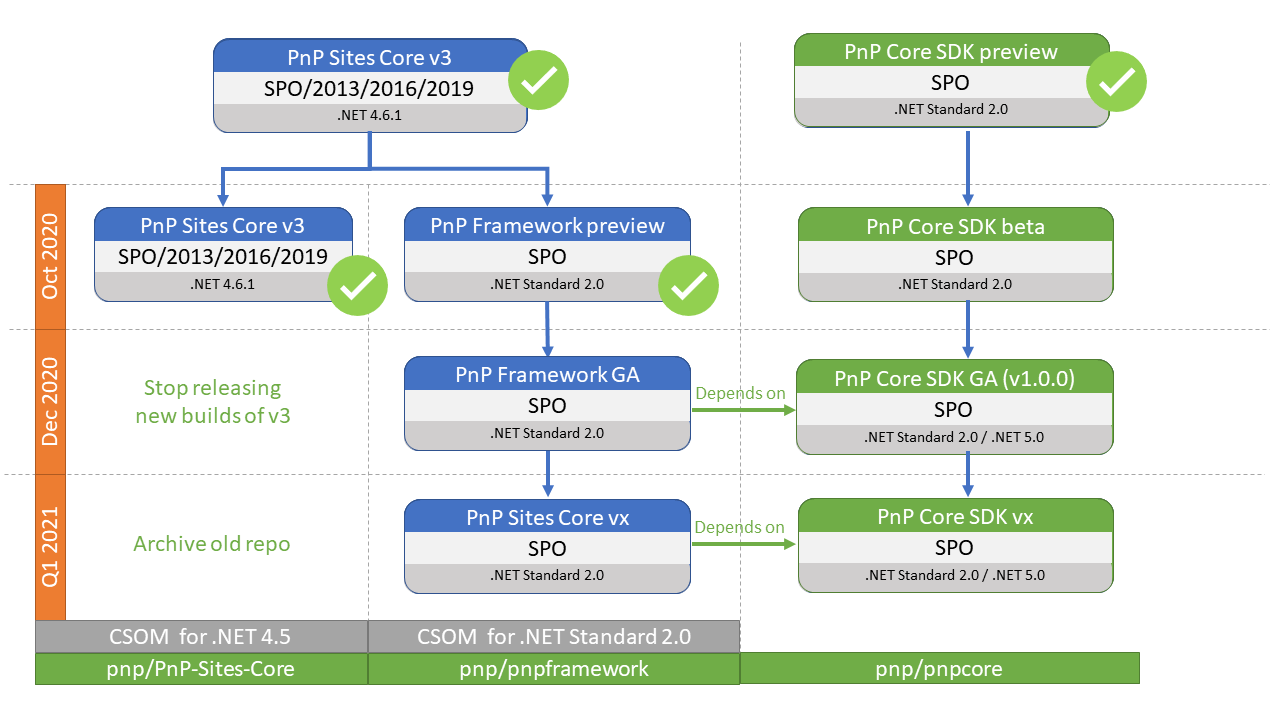 PnP Sites Core v3
SPO/2013/2016/2019
.NET 4.6.1
PnP Core SDK preview
SPO
.NET Standard 2.0
Oct 2020
PnP Sites Core v3
SPO/2013/2016/2019
.NET 4.6.1
PnP Framework preview
SPO
.NET Standard 2.0
PnP Core SDK beta
SPO
.NET Standard 2.0
Dec 2020
Stop releasing
new builds of v3
PnP Framework GA
SPO
.NET Standard 2.0
Depends on
PnP Core SDK GA (v1.0.0)
SPO
.NET Standard 2.0 / .NET 5.0
Q1 2021
Archive old repo
PnP Sites Core vx
SPO
.NET Standard 2.0
Depends on
PnP Core SDK vx
SPO
.NET Standard 2.0 / .NET 5.0
CSOM for .NET 4.5
CSOM for .NET Standard 2.0
pnp/PnP-Sites-Core
pnp/pnpframework
pnp/pnpcore